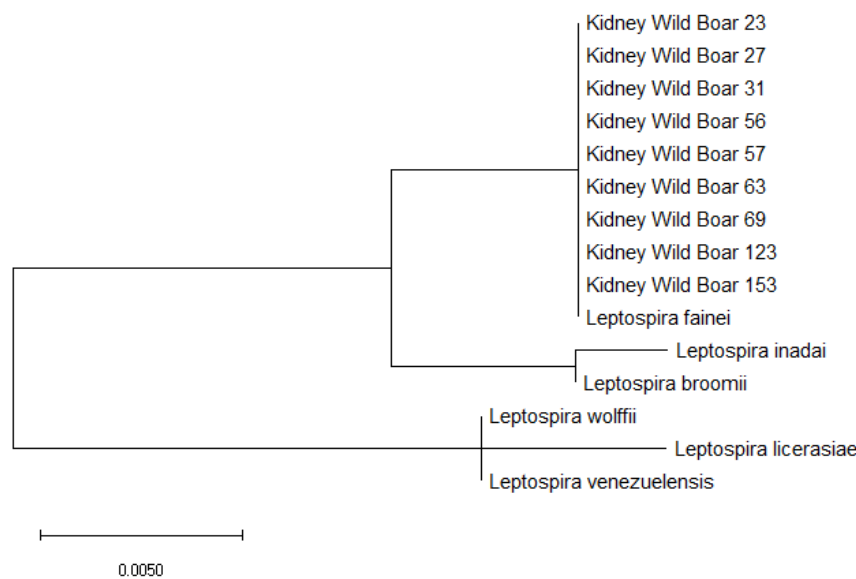 Kidney Wild Boar 23
Kidney Wild Boar 27
Kidney Wild Boar 31
Kidney Wild Boar 56
Kidney Wild Boar 57
Kidney Wild Boar 63
Kidney Wild Boar 69
Kidney Wild Boar 123
Kidney Wild Boar 153
Leptospira fainei
Leptospira inadai
Leptospira broomii
Leptospira wolffii
Leptospira licerasiae
Leptospira venezuelensis
0.0050